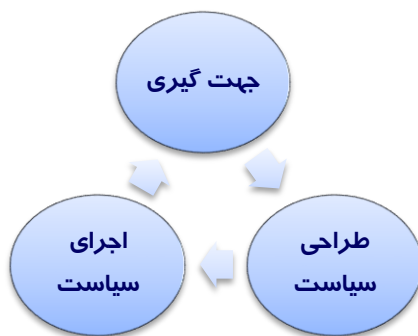 جهت گیری
طراحی
سیاست
اجرای
سیاست